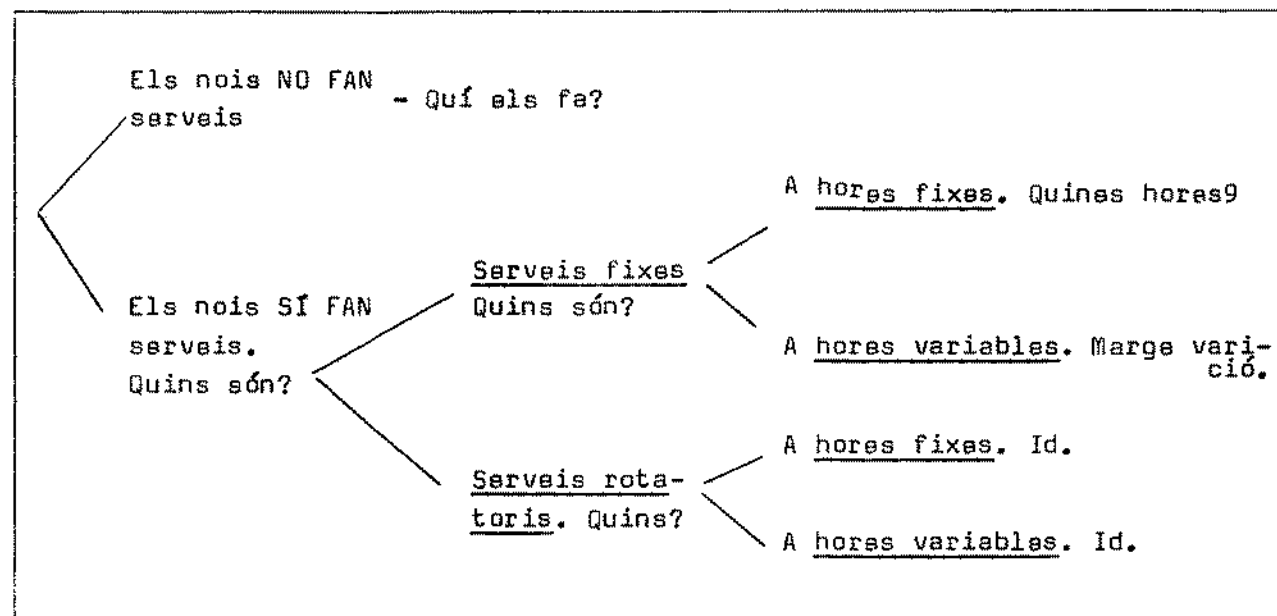 Els nois NO FAN
serveis
- Quí els fa?
A hores fixes. Quines hores9
Serveis fixes
Quins són?
Els nois SÍ FAN
serveis.
Quins són?
A hores variables. Marge vari-
ció.
A hores fixes. Id.
Serveis rota-
toris. Quins?
A hores variables. Id.